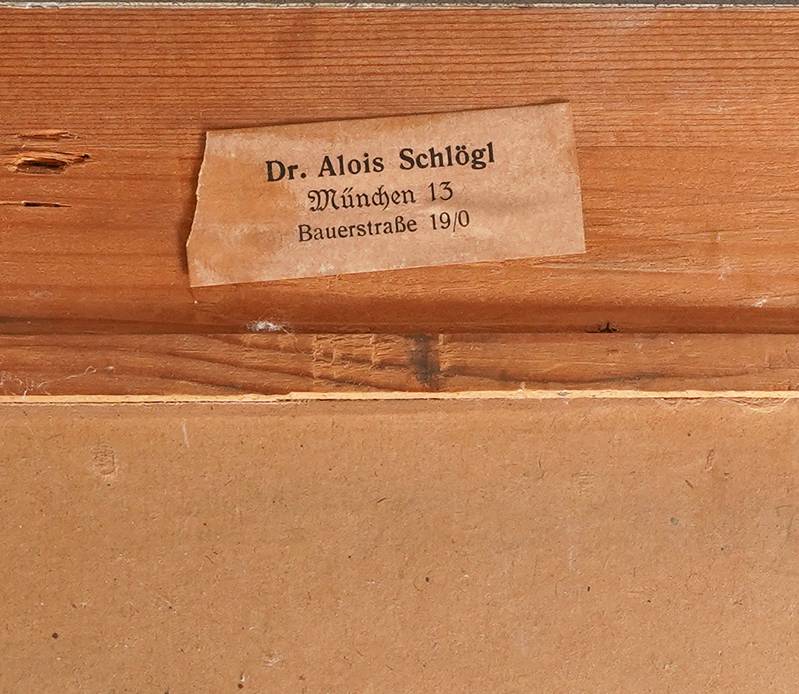 Dr. Alois Schlögl
München 13
Bauerstraße 19/0